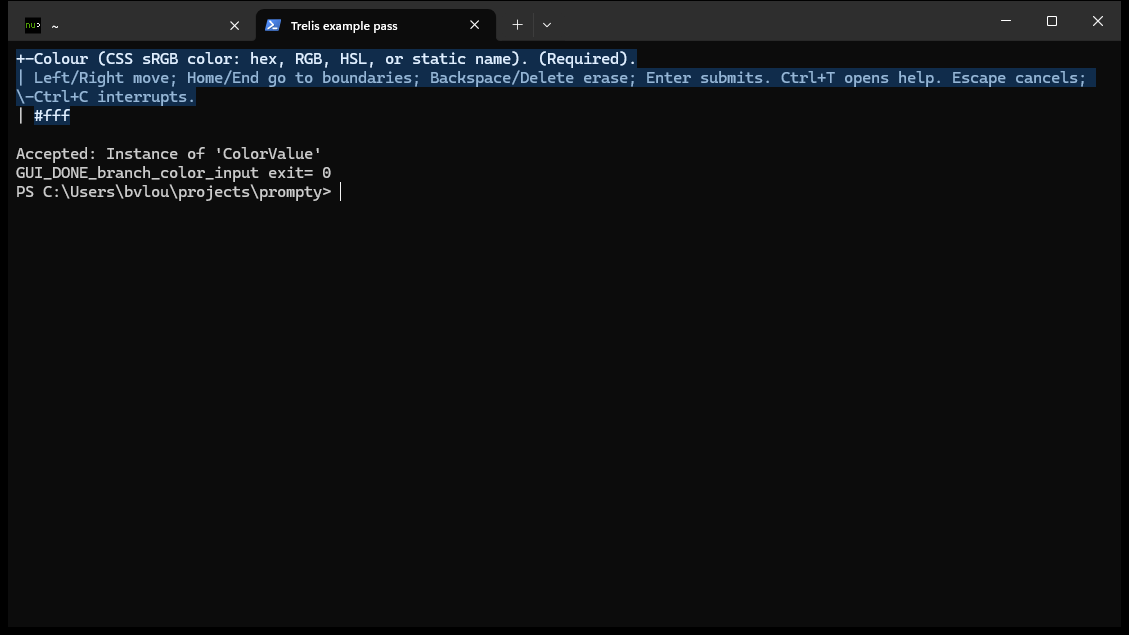 nu> ~
Trelis example pass
+-Colour (CSS sRGB color: hex, RGB, HSL, or static name). (Required).
| Left/Right move; Home/End go to boundaries; Backspace/Delete erase; Enter submits. Ctrl+T opens help. Escape cancels;
\-Ctrl+C interrupts.
| #fff
Accepted: Instance of 'ColorValue'
GUI_DONE_branch_color_input exit= 0
PS C:\Users\bvlou\projects\prompty>